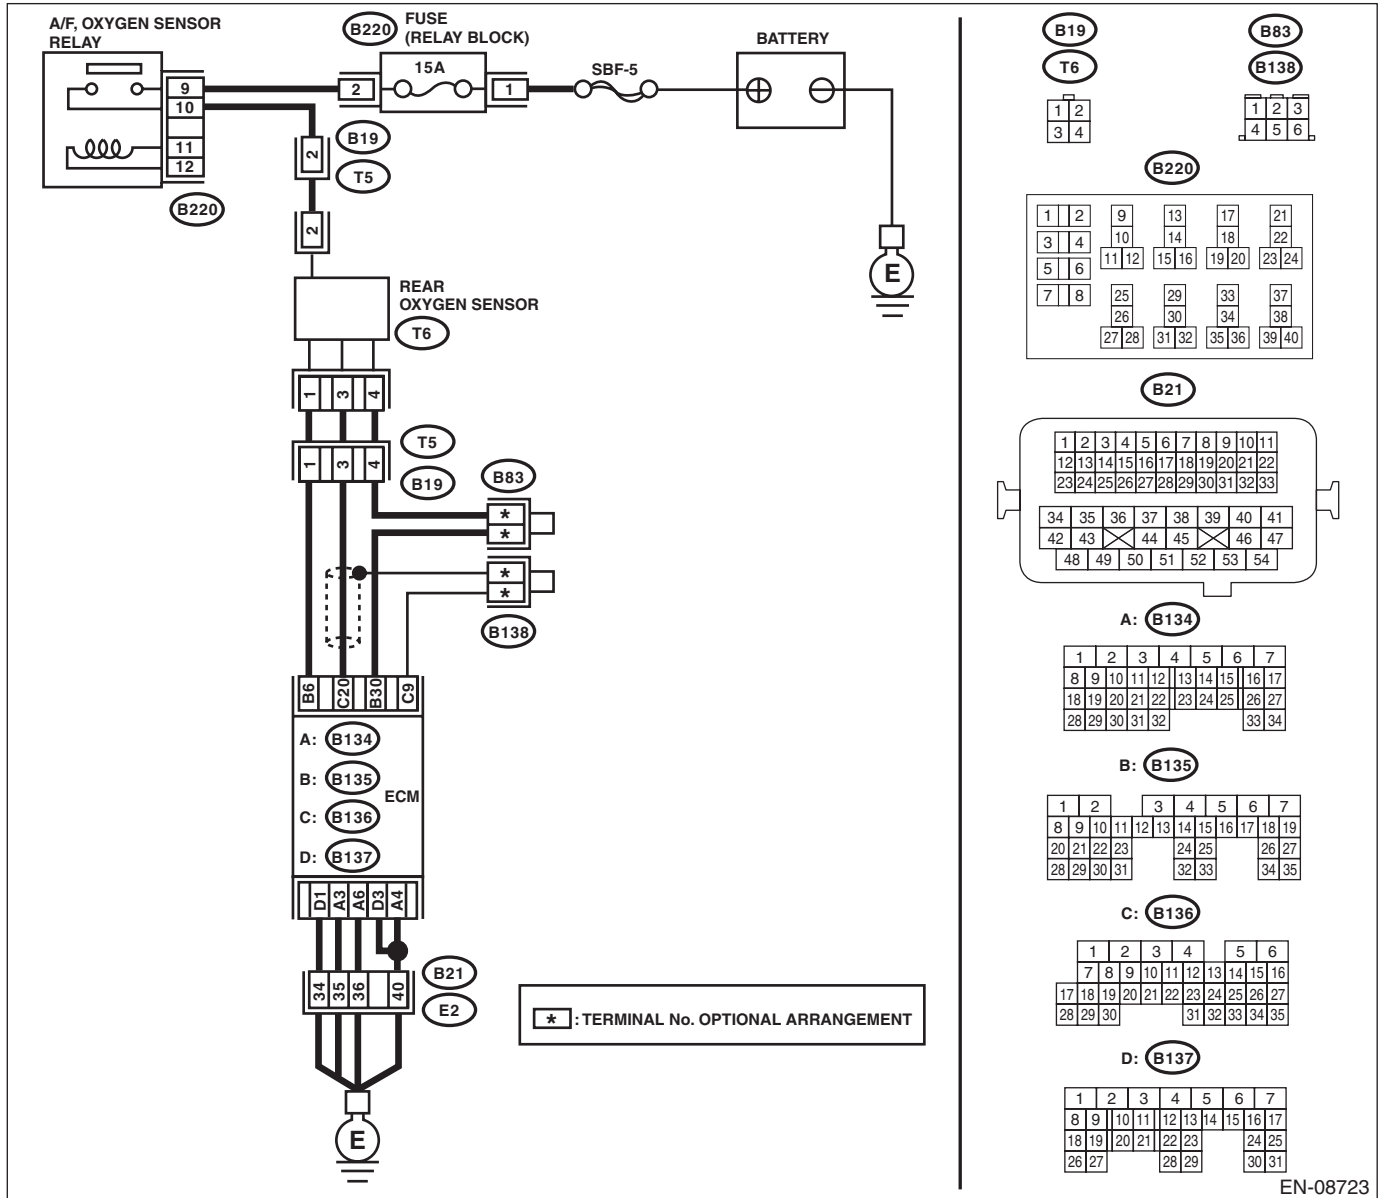 A/F, OXYGEN SENSOR
RELAY
B220
FUSE
(RELAY BLOCK)
15A
2
1
SBF-5
BATTERY
9
10
11
12
B220
2
B19
T5
2
E
REAR
OXYGEN SENSOR
T6
1 3 4
T5
1 3 4
B19
B83
*
*
*
*
B138
B6 C20 B30 C9
A: B134
B: B135
ECM
C: B136
D: B137
D1 A3 A6 D3 A4
34 35 36 40
B21
E2
E
* : TERMINAL No. OPTIONAL ARRANGEMENT
B19
T6
1 2
3 4
B83
B138
1 2 3
4 5 6
B220
1 2 9 13 17 21
3 4 10 14 18 22
5 6 11 12 15 16 19 20 23 24
7 8 25 29 33 37
26 30 34 38
27 28 31 32 35 36 39 40
B21
1 2 3 4 5 6 7 8 9 10 11
12 13 14 15 16 17 18 19 20 21 22
23 24 25 26 27 28 29 30 31 32 33
34 35 36 37 38 39 40 41
42 43 44 45 46 47
48 49 50 51 52 53 54
A: B134
1 2 3 4 5 6 7
8 9 10 11 12 13 14 15 16 17
18 19 20 21 22 23 24 25 26 27
28 29 30 31 32 33 34
B: B135
1 2 3 4 5 6 7
8 9 10 11 12 13 14 15 16 17 18 19
20 21 22 23 24 25 26 27
28 29 30 31 32 33 34 35
C: B136
1 2 3 4 5 6
7 8 9 10 11 12 13 14 15 16
17 18 19 20 21 22 23 24 25 26 27
28 29 30 31 32 33 34 35
D: B137
1 2 3 4 5 6 7
8 9 10 11 12 13 14 15 16 17
18 19 20 21 22 23 24 25
26 27 28 29 30 31
EN-08723